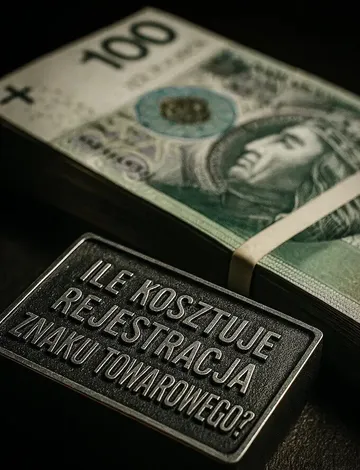 100
ILE KOSZTUJE
REJESTRACJA
ZNAKU TOWAROWEGO?